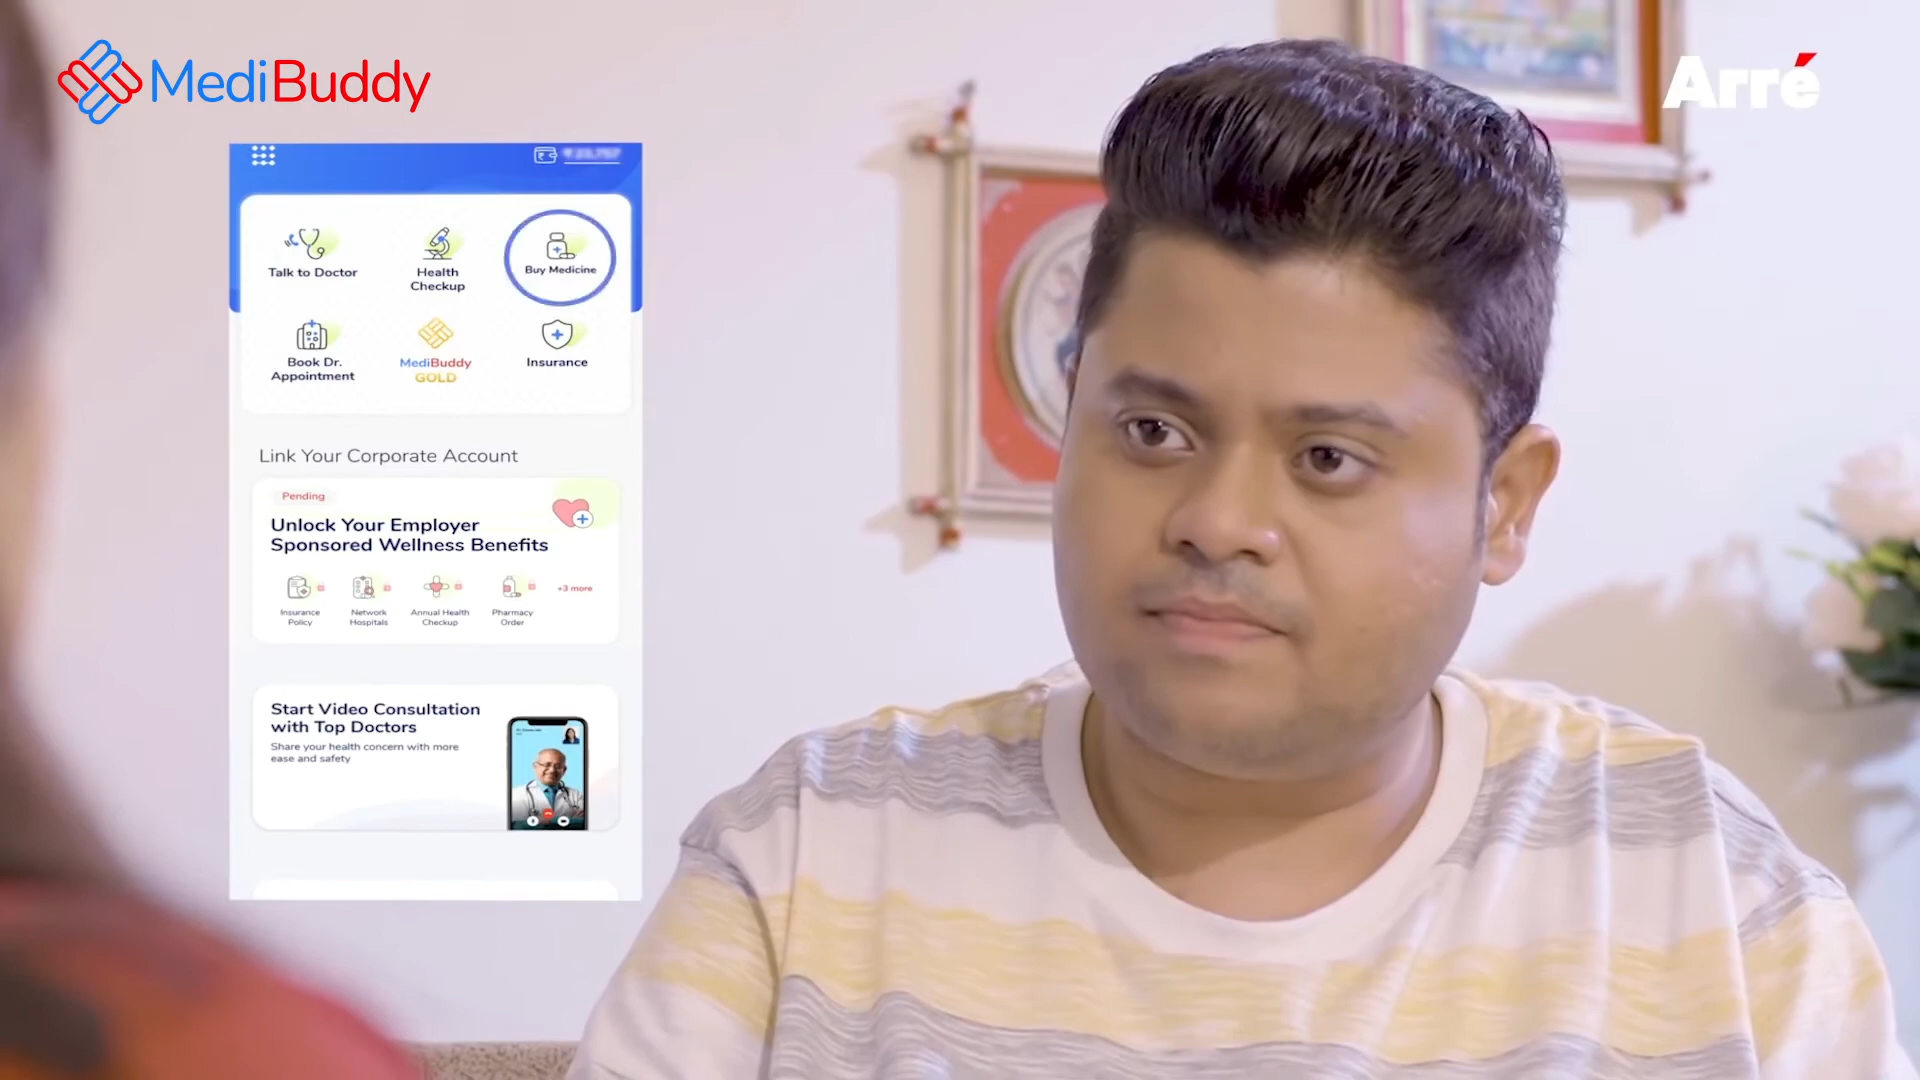 MediBuddy
Arré
Talk to Doctor
Health
Checkup
Buy Medicine
Book Dr.
Appointment
MediBuddy
GOLD
Insurance
Link Your Corporate Account
Pending
Unlock Your Employer
Sponsored Wellness Benefits
Insurance
Policy
Network
Hospitals
Annual Health
Checkup
Pharmacy
Order
+3 more
Start Video Consultation
with Top Doctors
Share your health concern with more
ease and safety